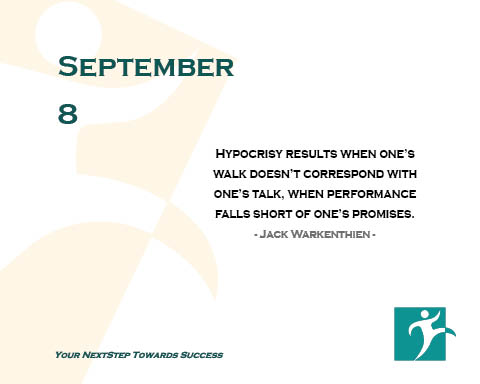 September
8
Hypocrisy results when one's
walk doesn't correspond with
one's talk, when performance
falls short of one's promises.
- Jack Warkenthien -
Your NextStep Towards Success